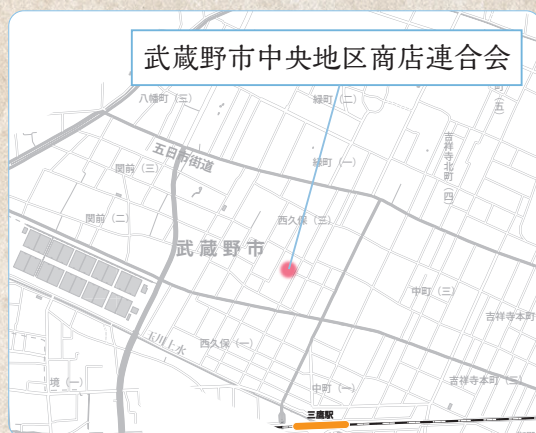 武蔵野市中央地区商店連合会
八幡町(三)
緑町(二)
町(五)
吉祥寺北町(四)
五日市街道
緑町(一)
関前(三)
関前(二)
西久保(三)
武蔵野市
中町(三)
吉祥寺本町
玉川上水
西久保(一)
境(一)
中町(一)
吉祥寺本町(二)
三鷹駅